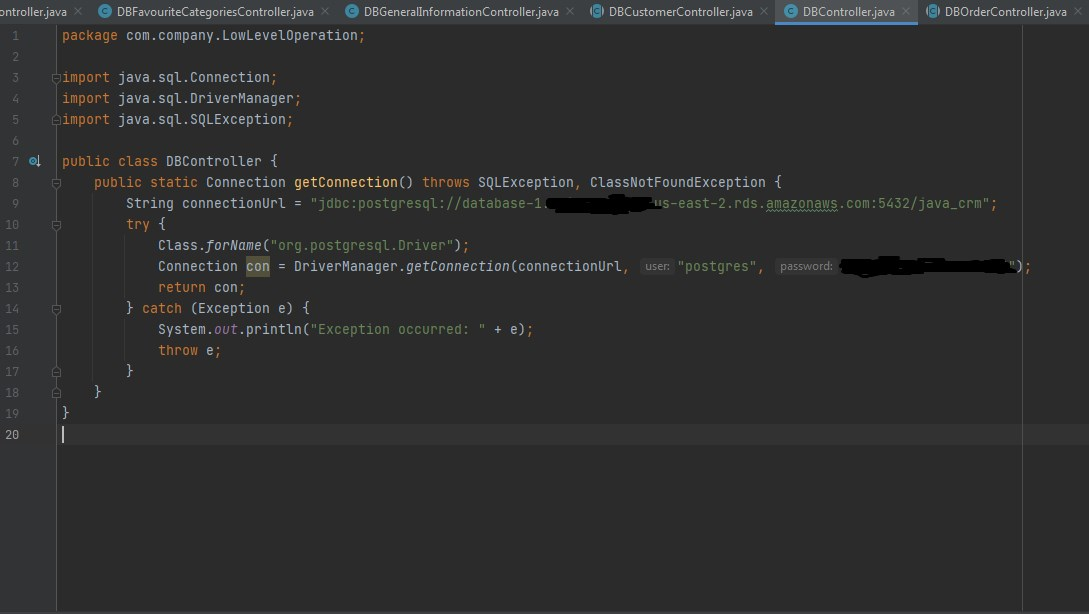 ontroller.java × DBFavouriteCategoriesController.java × DBGeneralInformationController.java × DBCustomerController.java × DBController.java × DBOrderController.java ×
1 package com.company.LowLevelOperation;
2
3 import java.sql.Connection;
4 import java.sql.DriverManager;
5 import java.sql.SQLException;
6
7 public class DBController {
8 public static Connection getConnection() throws SQLException, ClassNotFoundException {
9 String connectionUrl = "jdbc:postgresql://database-1. us-east-2.rds.amazonaws.com:5432/java_crm";
10 try {
11 Class.forName("org.postgresql.Driver");
12 Connection con = DriverManager.getConnection(connectionUrl, user: "postgres", password: ");
13 return con;
14 } catch (Exception e) {
15 System.out.println("Exception occurred: " + e);
16 throw e;
17 }
18 }
19 }
20